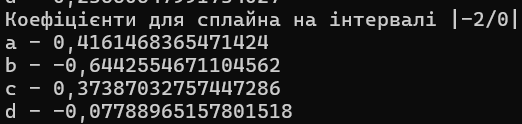 Коефіцієнти для сплайна на інтервалі |-2/0|
a - 0,4161468365471424
b - -0,6442554671104562
c - 0,37387032757447286
d - -0,07788965157801518